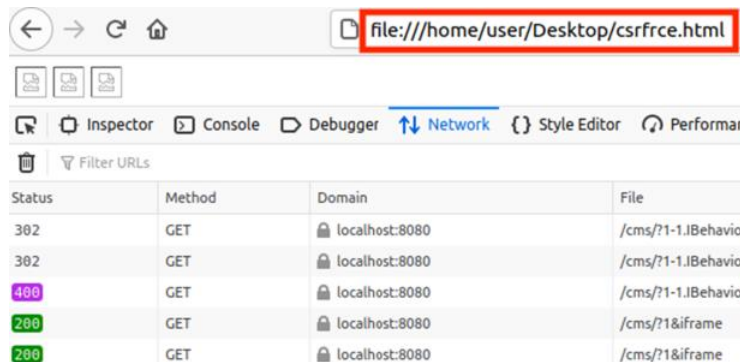 file:///home/user/Desktop/csrfrce.html
Inspector Console Debugger Network Style Editor Performan
Filter URLs
Status Method Domain File
302 GET localhost:8080 /cms/?1-1.IBehavio
302 GET localhost:8080 /cms/?1-1.IBehavio
400 GET localhost:8080 /cms/?1-1.IBehavio
200 GET localhost:8080 /cms/?1&iframe
200 GET localhost:8080 /cms/?1&iframe